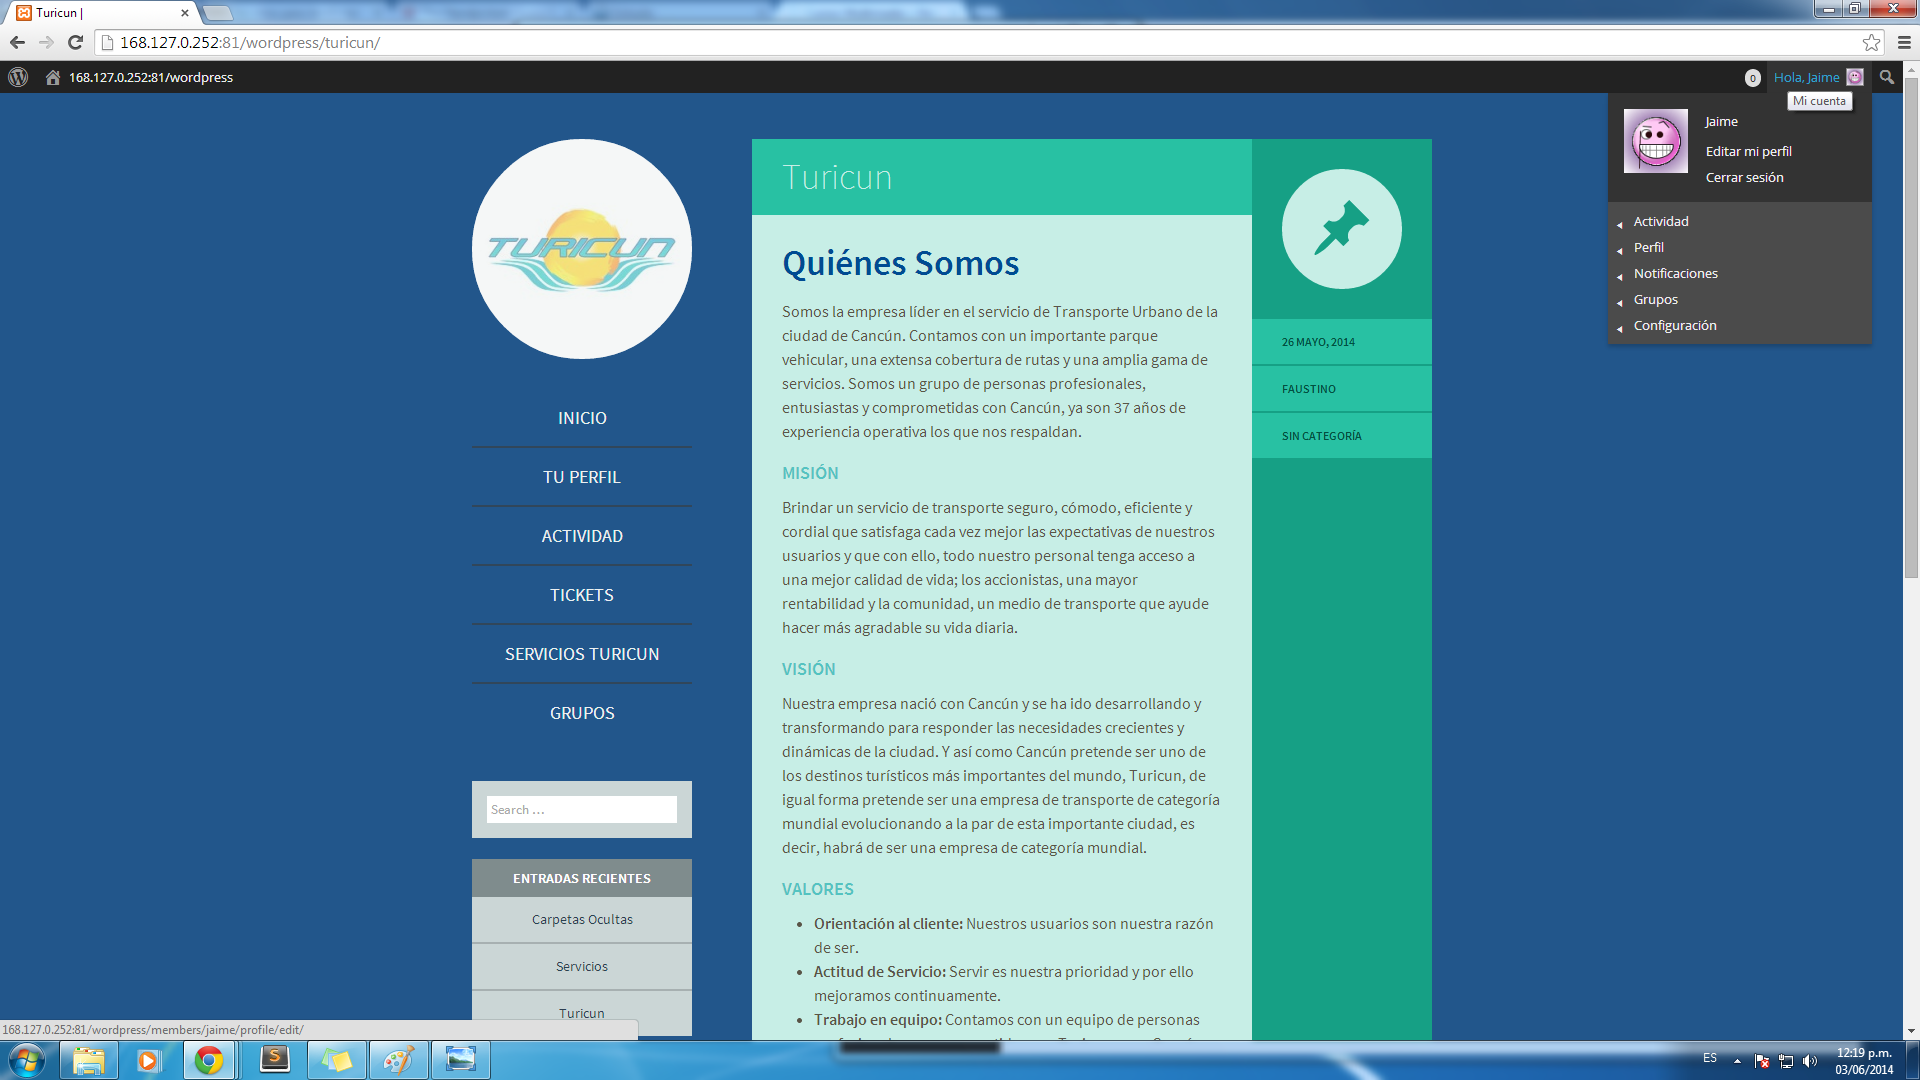 Turicun |
168.127.0.252:81/wordpress/turicun/
168.127.0.252:81/wordpress
0
Hola, Jaime
Mi cuenta
Jaime
Editar mi perfil
Cerrar sesión
Actividad
Perfil
Notificaciones
Grupos
Configuración
TURICUN
INICIO
TU PERFIL
ACTIVIDAD
TICKETS
SERVICIOS TURICUN
GRUPOS
Search ...
ENTRADAS RECIENTES
Carpetas Ocultas
Servicios
Turicun
Turicun
Quiénes Somos
Somos la empresa líder en el servicio de Transporte Urbano de la
ciudad de Cancún. Contamos con un importante parque
vehicular, una extensa cobertura de rutas y una amplia gama de
servicios. Somos un grupo de personas profesionales,
entusiastas y comprometidas con Cancún, ya son 37 años de
experiencia operativa los que nos respaldan.
MISIÓN
Brindar un servicio de transporte seguro, cómodo, eficiente y
cordial que satisfaga cada vez mejor las expectativas de nuestros
usuarios y que con ello, todo nuestro personal tenga acceso a
una mejor calidad de vida; los accionistas, una mayor
rentabilidad y la comunidad, un medio de transporte que ayude
hacer más agradable su vida diaria.
VISIÓN
Nuestra empresa nació con Cancún y se ha ido desarrollando y
transformando para responder las necesidades crecientes y
dinámicas de la ciudad. Y así como Cancún pretende ser uno de
los destinos turísticos más importantes del mundo, Turicun, de
igual forma pretende ser una empresa de transporte de categoría
mundial evolucionando a la par de esta importante ciudad, es
decir, habrá de ser una empresa de categoría mundial.
VALORES
• Orientación al cliente: Nuestros usuarios son nuestra razón
de ser.
• Actitud de Servicio: Servir es nuestra prioridad y por ello
mejoramos continuamente.
• Trabajo en equipo: Contamos con un equipo de personas
26 MAYO, 2014
FAUSTINO
SIN CATEGORÍA
168.127.0.252:81/wordpress/members/jaime/profile/edit/
ES
12:19 p.m.
03/06/2014